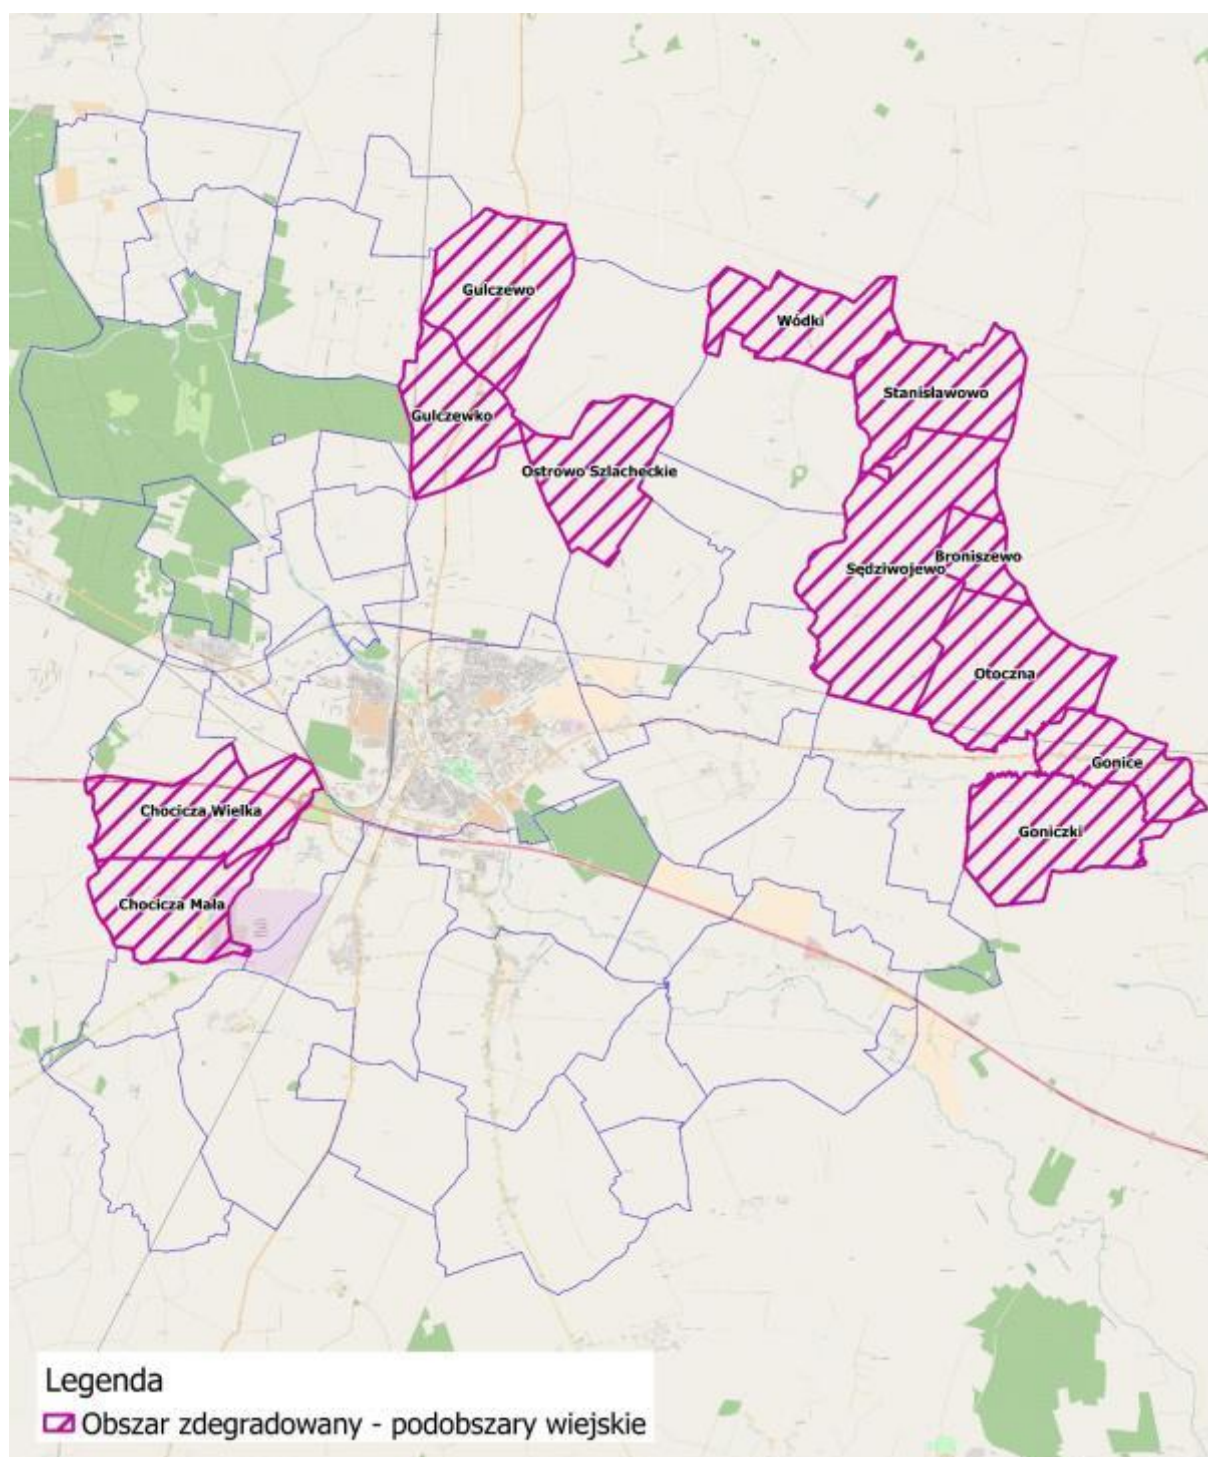 Gulczewo
Wódki
Stanisławowo
Gulczewko
Ostrowo Szlacheckie
Broniszewo
Sędziwojewo
Otoczna
Gonice
Chocicza Wielka
Goniczki
Chocicza Mała
Legenda
Obszar zdegradowany - podobszary wiejskie